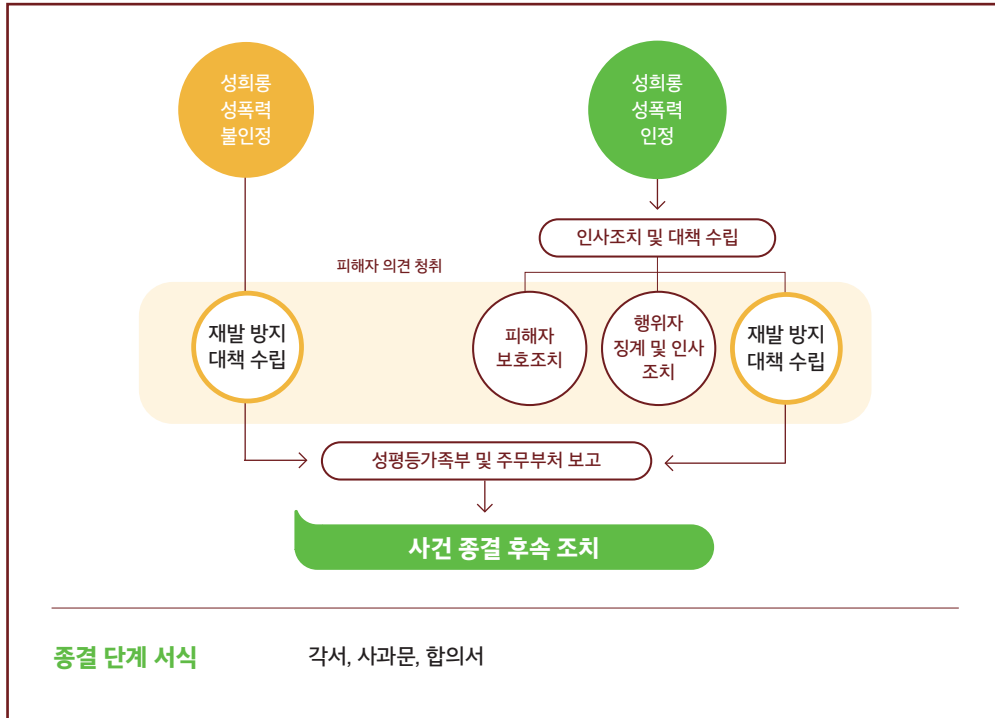 성희롱
성폭력
불인정
성희롱
성폭력
인정
인사조치 및 대책 수립
피해자 의견 청취
재발 방지
대책 수립
피해자
보호조치
행위자
징계 및 인사
조치
재발 방지
대책 수립
성평등가족부 및 주무부처 보고
사건 종결 후속 조치
종결 단계 서식
각서, 사과문, 합의서